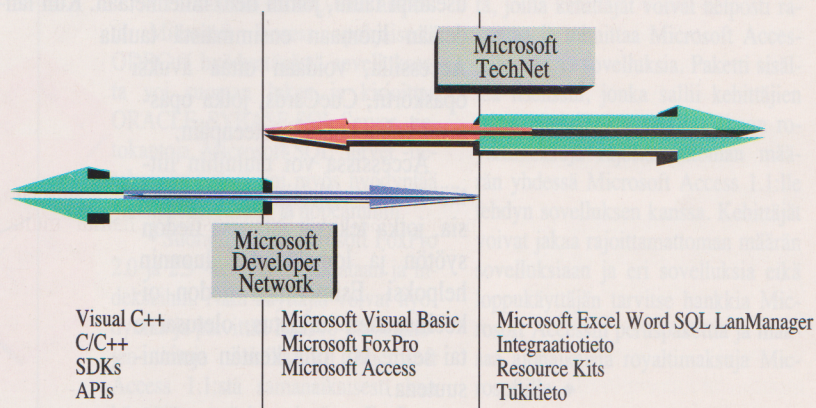 Microsoft
TechNet
Microsoft
Developer
Network
Visual C++
C/C++
SDKs
APIs
Microsoft Visual Basic
Microsoft FoxPro
Microsoft Access
Microsoft Excel Word SQL LanManager
Integraatiotieto
Resource Kits
Tukitieto